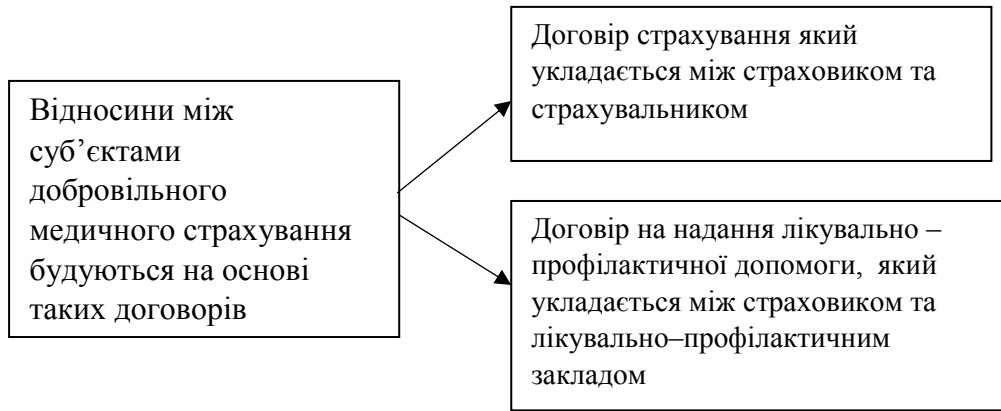 Відносини між
суб’єктами
добровільного
медичного страхування
будуються на основі
таких договорів
Договір страхування який
укладається між страховиком та
страхувальником
Договір на надання лікувально –
профілактичної допомоги, який
укладається між страховиком та
лікувально–профілактичним
закладом